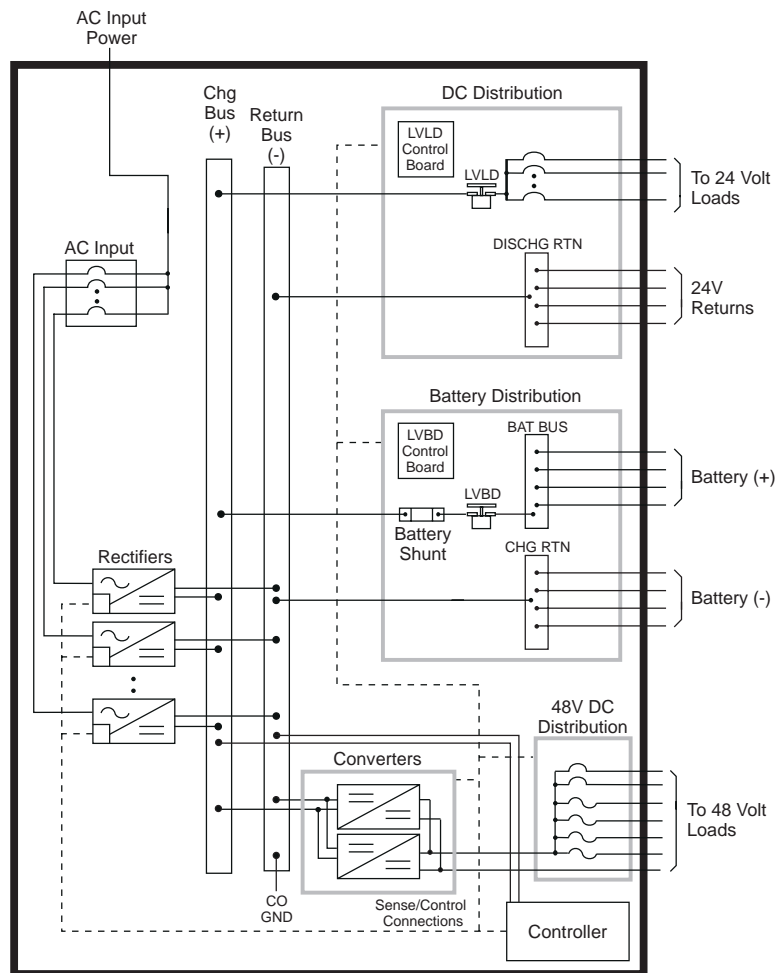 AC Input
Power
Chg
Bus
(+)
Return
Bus
(-)
DC Distribution
LVLD
Control
Board
LVLD
To 24 Volt
Loads
AC Input
DISCHG RTN
24V
Returns
Battery Distribution
LVBD
Control
Board
BAT BUS
LVBD
Battery (+)
Battery
Shunt
CHG RTN
Rectifiers
Battery (-)
48V DC
Distribution
Converters
To 48 Volt
Loads
CO
GND
Sense/Control
Connections
Controller